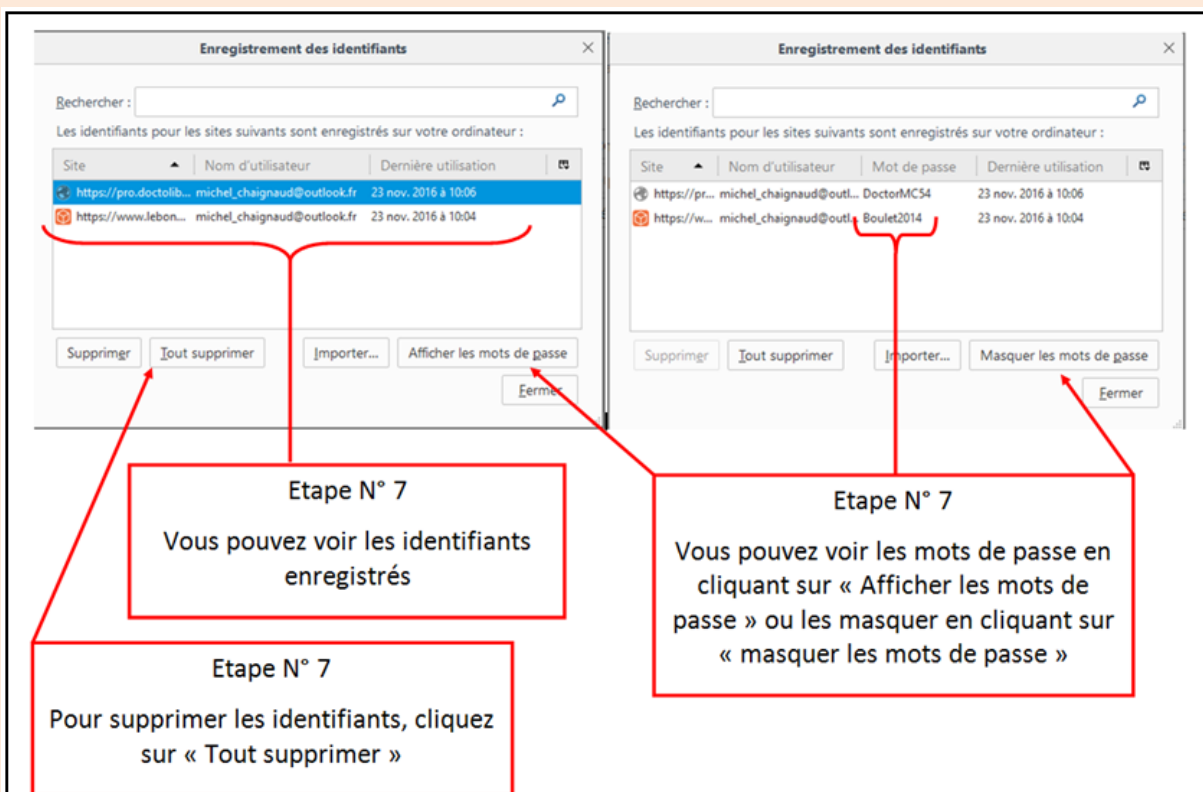 Enregistrement des identifiants
Rechercher :
Les identifiants pour les sites suivants sont enregistrés sur votre ordinateur :
Site Nom d'utilisateur Dernière utilisation
https://pro.doctolib... michel_chaignaud@outlook.fr 23 nov. 2016 à 10:06
https://www.lebon... michel_chaignaud@outlook.fr 23 nov. 2016 à 10:04
Supprimer Tout supprimer Importer... Afficher les mots de passe
Fermer
Enregistrement des identifiants
Rechercher :
Les identifiants pour les sites suivants sont enregistrés sur votre ordinateur :
Site Nom d'utilisateur Mot de passe Dernière utilisation
https://pr... michel_chaignaud@outl... DoctorMC54 23 nov. 2016 à 10:06
https://w... michel_chaignaud@outl... Boulet2014 23 nov. 2016 à 10:04
Supprimer Tout supprimer Importer... Masquer les mots de passe
Fermer
Etape N° 7
Vous pouvez voir les identifiants
enregistrés
Etape N° 7
Vous pouvez voir les mots de passe en
cliquant sur « Afficher les mots de
passe » ou les masquer en cliquant sur
« masquer les mots de passe »
Etape N° 7
Pour supprimer les identifiants, cliquez
sur « Tout supprimer »